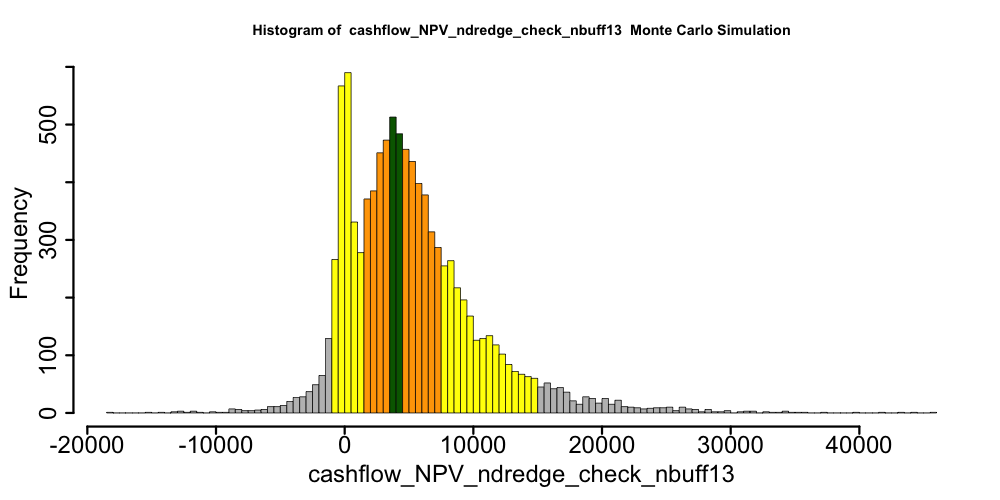 Histogram of cashflow_NPV_ndredge_check_nbuff13 Monte Carlo Simulation
Frequency
500
300
100
0
-20000 -10000 0 10000 20000 30000 40000
cashflow_NPV_ndredge_check_nbuff13